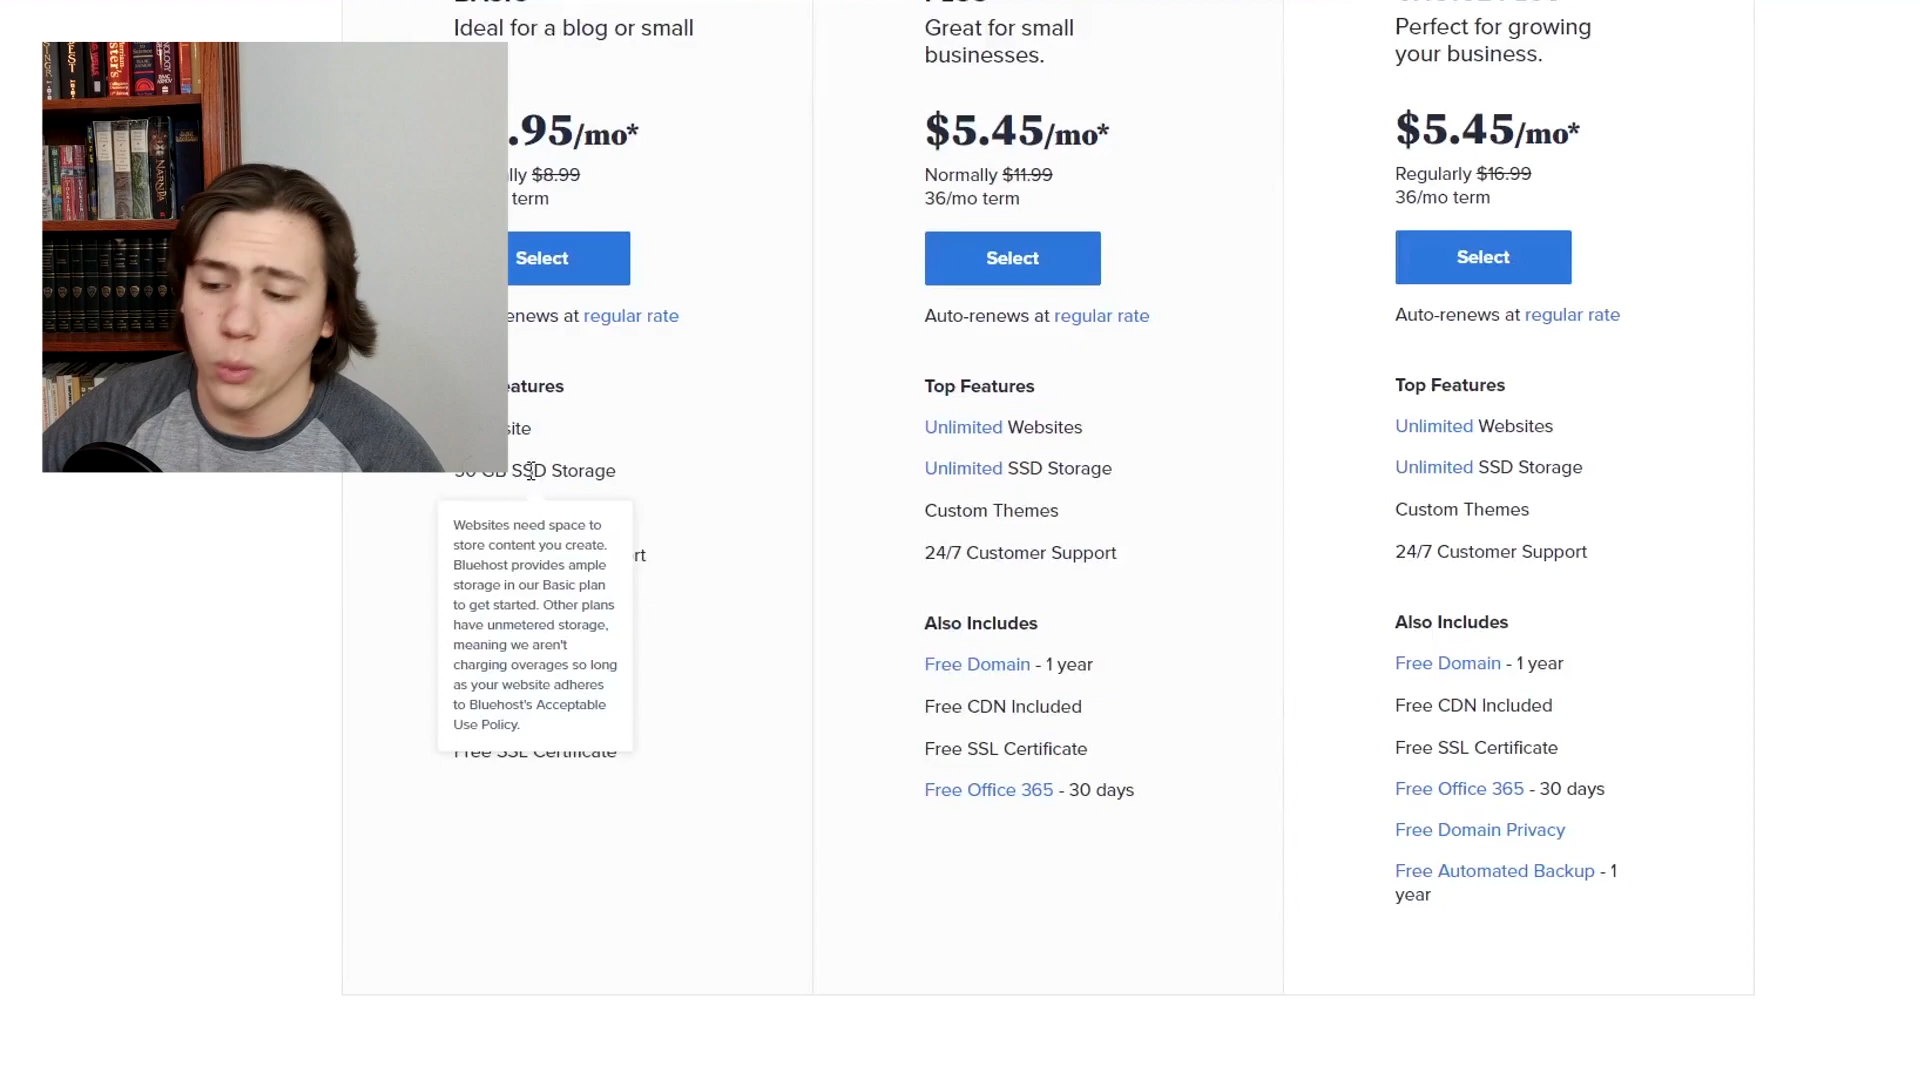 Ideal for a blog or small
.95/mo*
lly $8.99
term
Select
enews at regular rate
eatures
site
50 GB SSD Storage
Websites need space to
store content you create.
Bluehost provides ample
storage in our Basic plan
to get started. Other plans
have unmetered storage,
meaning we aren't
charging overages so long
as your website adheres
to Bluehost's Acceptable
Use Policy.
rt
Free SSL Certificate
PLUS
Great for small
businesses.
$5.45/mo*
Normally $11.99
36/mo term
Select
Auto-renews at regular rate
Top Features
Unlimited Websites
Unlimited SSD Storage
Custom Themes
24/7 Customer Support
Also Includes
Free Domain - 1 year
Free CDN Included
Free SSL Certificate
Free Office 365 - 30 days
Perfect for growing
your business.
$5.45/mo*
Regularly $16.99
36/mo term
Select
Auto-renews at regular rate
Top Features
Unlimited Websites
Unlimited SSD Storage
Custom Themes
24/7 Customer Support
Also Includes
Free Domain - 1 year
Free CDN Included
Free SSL Certificate
Free Office 365 - 30 days
Free Domain Privacy
Free Automated Backup - 1
year
NARNIA